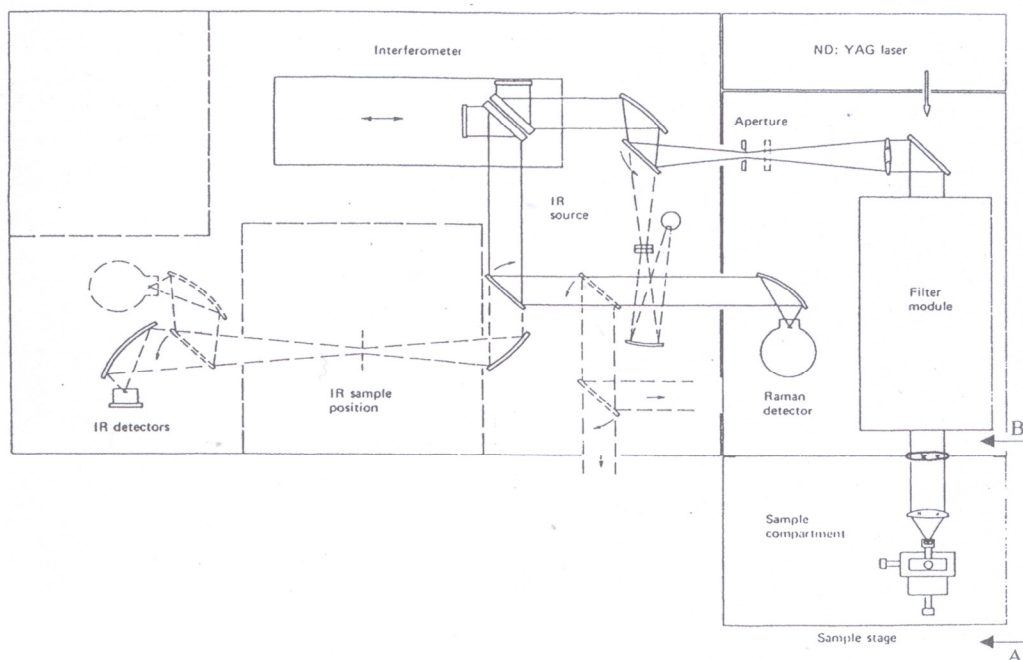 Interferometer
ND: YAG laser
Aperture
IR
source
Filter
module
IR sample
position
IR detectors
Raman
detector
B
Sample
compartment
Sample stage
A